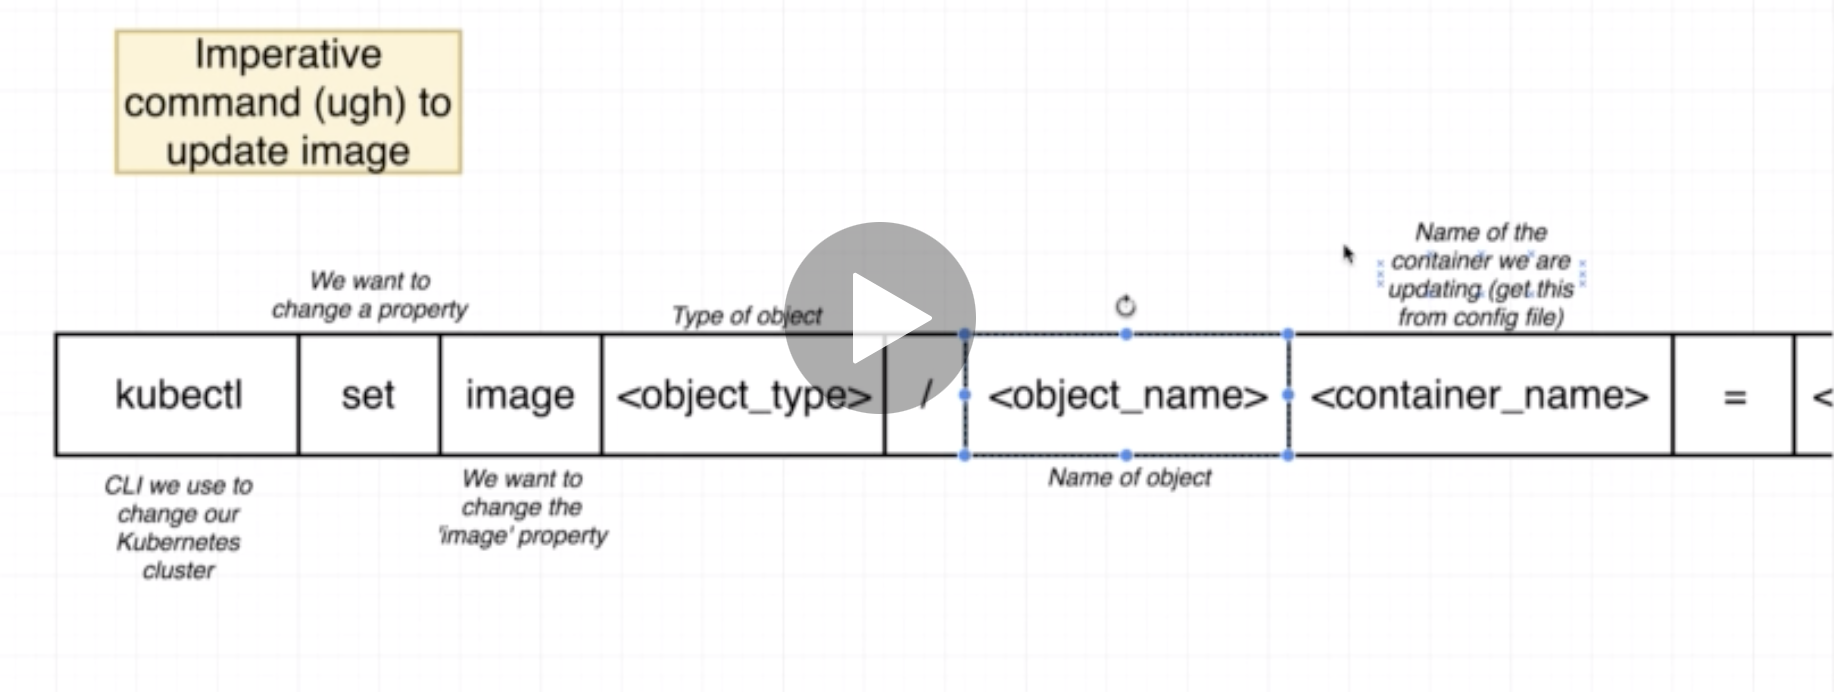 Imperative
command (ugh) to
update image
We want to
change a property
Type of object
Name of the
container we are
updating (get this
from config file)
kubectl set image <object_type> / <object_name> <container_name> = <
CLI we use to
change our
Kubernetes
cluster
We want to
change the
'image' property
Name of object